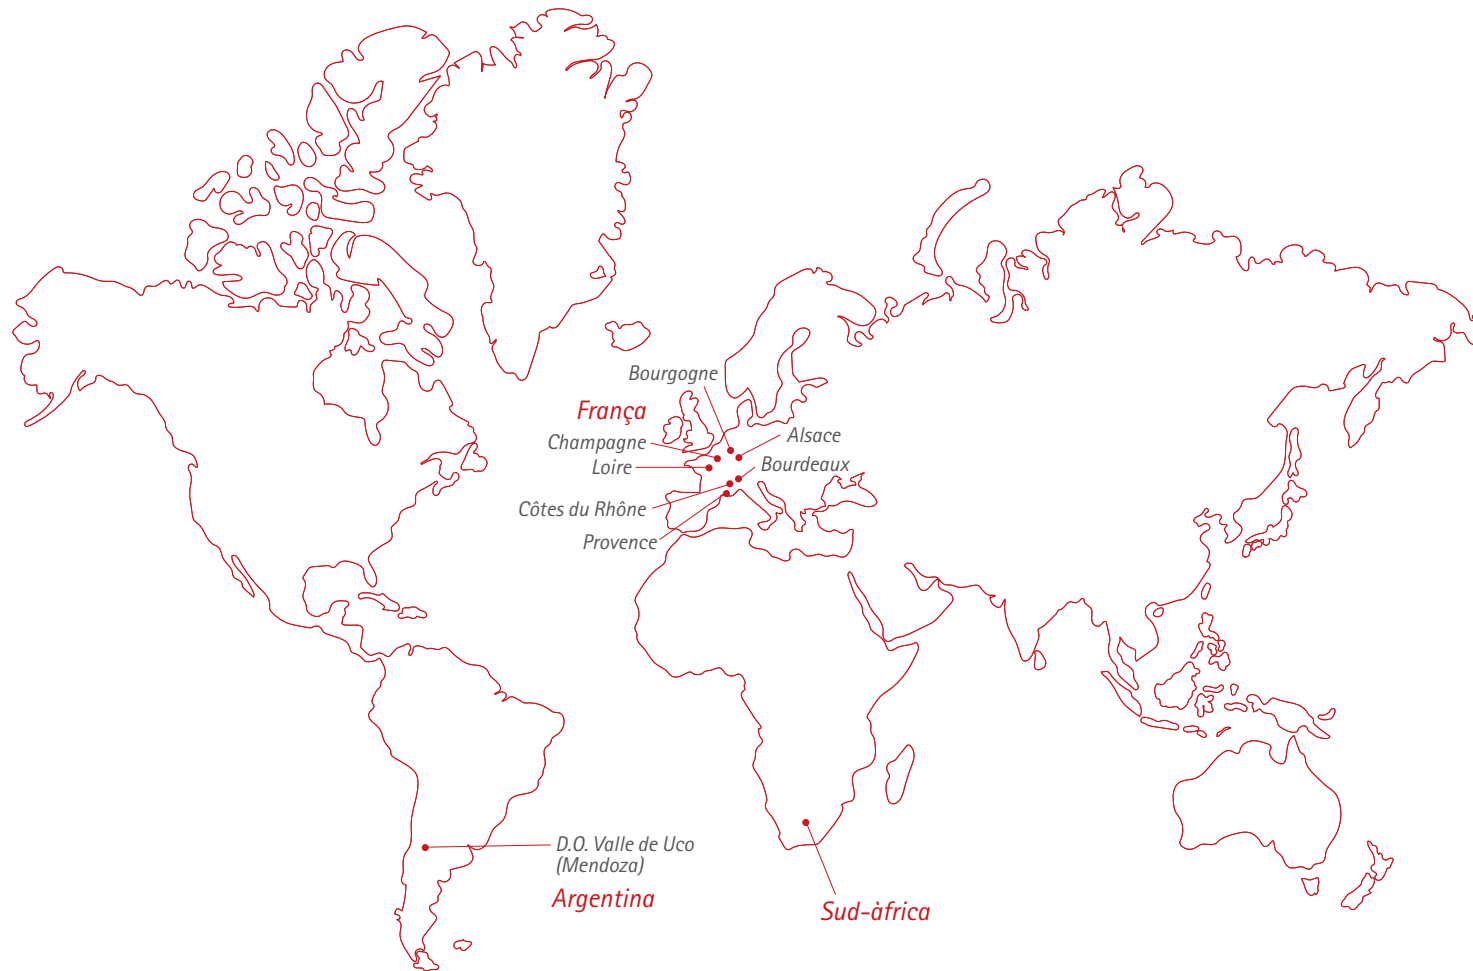 Bourgogne
França
Champagne
Alsace
Loire
Bourdeaux
Côtes du Rhône
Provence
D.O. Valle de Uco
(Mendoza)
Argentina
Sud-àfrica